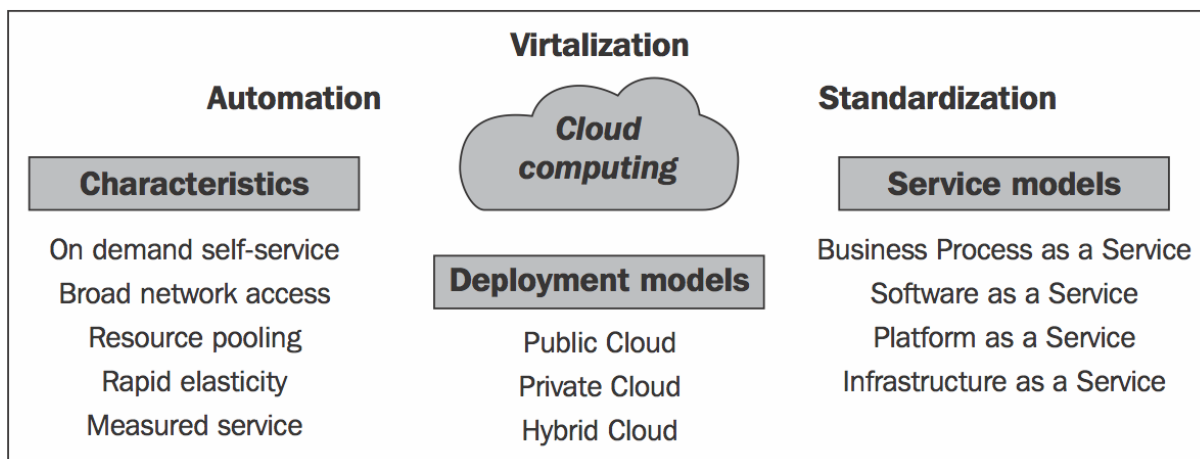 Virtalization
Automation
Standardization
Cloud
computing
Characteristics
On demand self-service
Broad network access
Resource pooling
Rapid elasticity
Measured service
Deployment models
Public Cloud
Private Cloud
Hybrid Cloud
Service models
Business Process as a Service
Software as a Service
Platform as a Service
Infrastructure as a Service